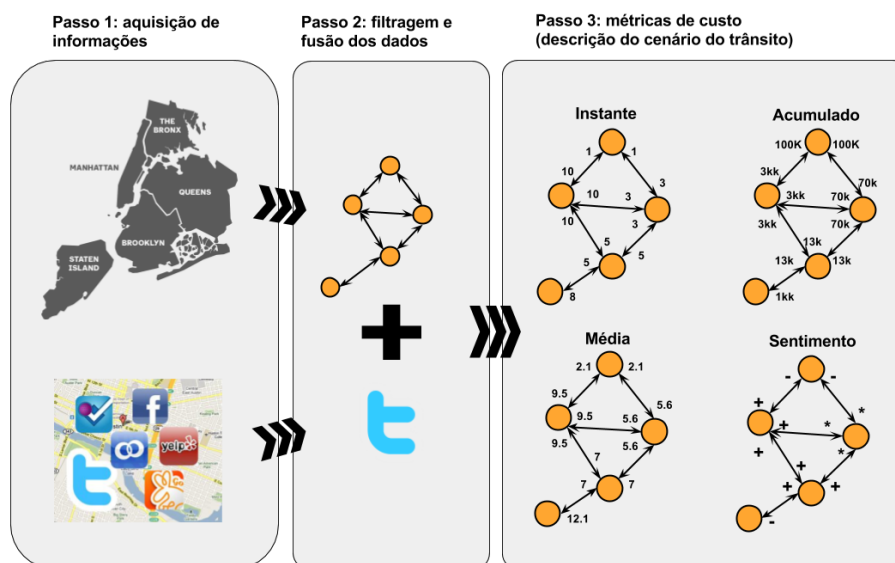 Passo 1: aquisição de
informações
Passo 2: filtragem e
fusão dos dados
Passo 3: métricas de custo
(descrição do cenário do trânsito)
THE
BRONX
MANHATTAN
QUEENS
BROOKLYN
STATEN
ISLAND
yelp
Instante
1 1
10 3
10 3
10 3
5 5
5
8
Acumulado
100K 100K
3kk 70k
3kk 70k
3kk 70k
13k
13k 13k
1kk
Média
2.1 2.1
9.5 5.6
9.5 5.6
9.5 5.6
7
7 7
12.1
Sentimento
- -
+ *
+ *
+ *
+
+ +
-